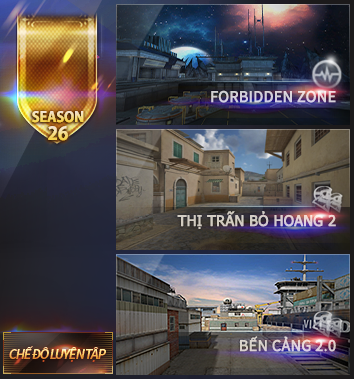 SEASON
26
FORBIDDEN ZONE
THỊ TRẤN BỎ HOANG 2
BẾN CẢNG 2.0
CHẾ ĐỘ LUYỆN TẬP